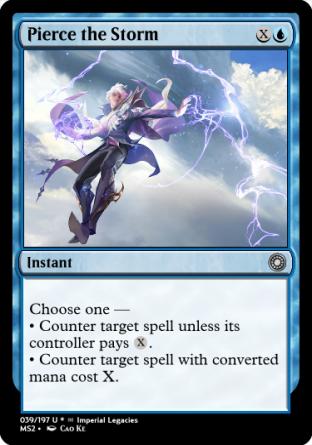 Pierce the Storm X
Instant
Choose one —
• Counter target spell unless its
controller pays X.
• Counter target spell with converted
mana cost X.
039/197 U * ∞ Imperial Legacies
MS2 • Cao Ke